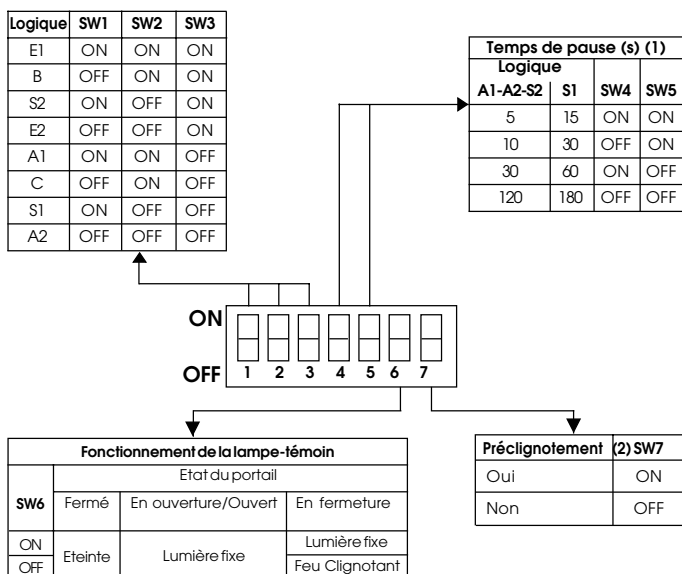 Logique SW1 SW2 SW3
E1 ON ON ON
B OFF ON ON
S2 ON OFF ON
E2 OFF OFF ON
A1 ON ON OFF
C OFF ON OFF
S1 ON OFF OFF
A2 OFF OFF OFF
Temps de pause (s) (1)
Logique
A1-A2-S2 S1 SW4 SW5
5 15 ON ON
10 30 OFF ON
30 60 ON OFF
120 180 OFF OFF
ON
OFF
1 2 3 4 5 6 7
Fonctionnement de la lampe-témoin
Etat du portail
SW6 Fermé En ouverture/Ouvert En fermeture
ON Eteinte Lumière fixe Lumière fixe
OFF Feu Clignotant
Préclignotement (2) SW7
Oui ON
Non OFF